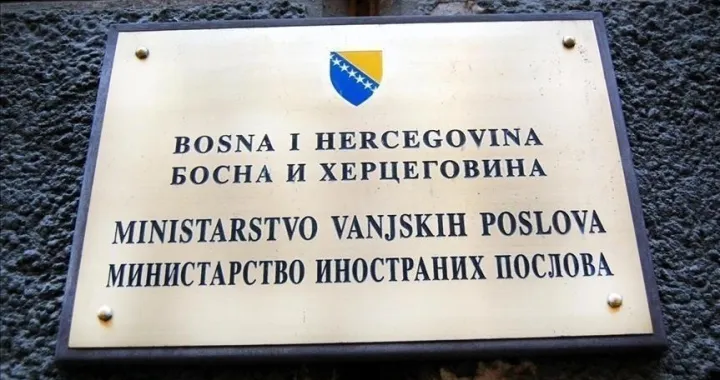 BOSNA I HERCEGOVINA
БОСНА И ХЕРЦЕГОВИНА
MINISTARSTVO VANJSKIH POSLOVA
МИНИСТАРСТВО ИНОСТРАНИХ ПОСЛОВА